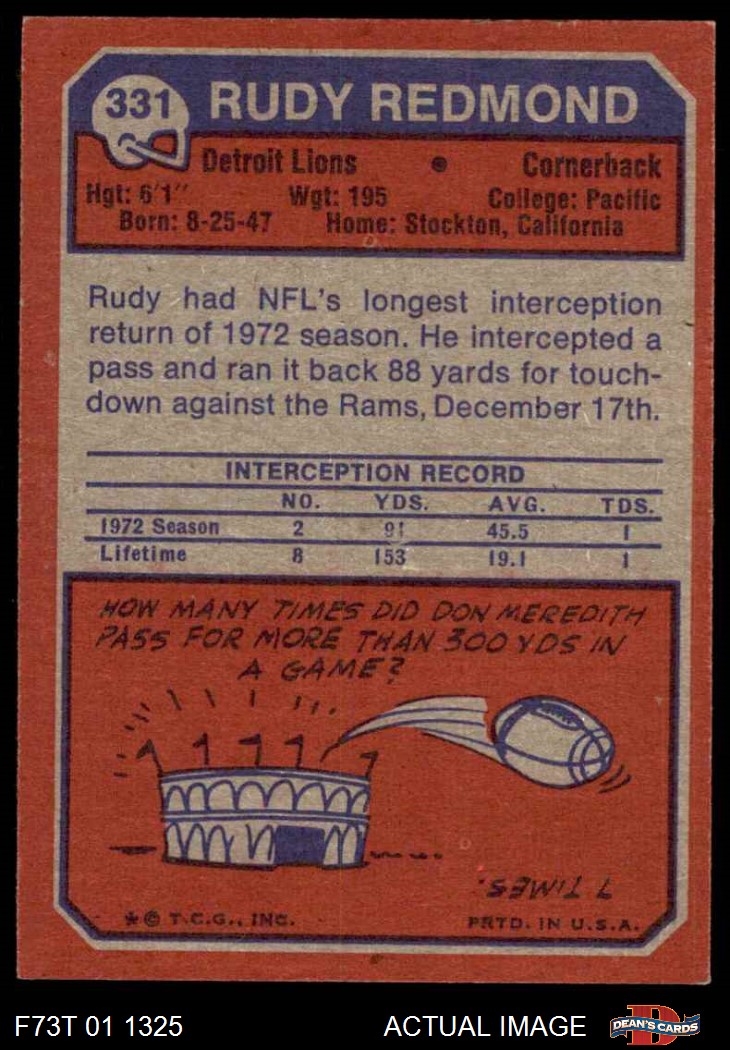 331 RUDY REDMOND
Detroit Lions • Cornerback
Hgt: 6'1" Wgt: 195 College: Pacific
Born: 8-25-47 Home: Stockton, California
Rudy had NFL's longest interception
return of 1972 season. He intercepted a
pass and ran it back 88 yards for touch-
down against the Rams, December 17th.
INTERCEPTION RECORD
NO. YDS. AVG. TDS.
1972 Season 2 91 45.5 1
Lifetime 8 153 19.1 1
HOW MANY TIMES DID DON MEREDITH
PASS FOR MORE THAN 300 YDS IN
A GAME?
7 TIMES.
*© T.C.G., INC. PRTD. IN U.S.A.
F73T 01 1325 ACTUAL IMAGE DEAN'S CARDS